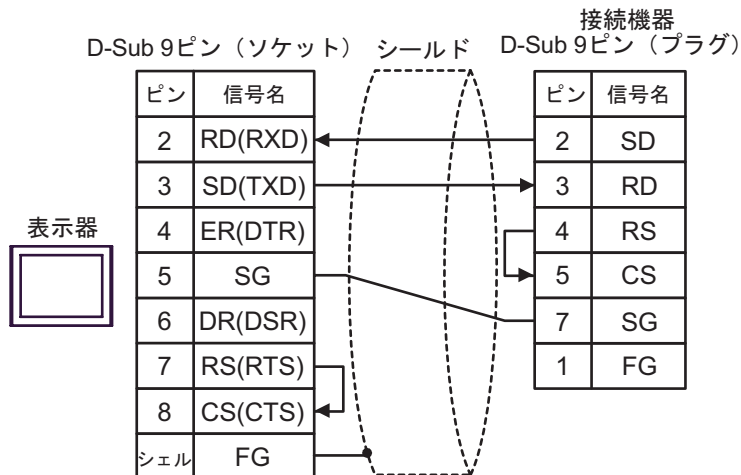 接続機器
D-Sub 9ピン（ソケット） シールド D-Sub 9ピン（プラグ）
ピン 信号名 ピン 信号名
2 RD(RXD) 2 SD
3 SD(TXD) 3 RD
表示器
4 ER(DTR) 4 RS
5 SG 5 CS
6 DR(DSR) 7 SG
7 RS(RTS) 1 FG
8 CS(CTS)
シェル FG